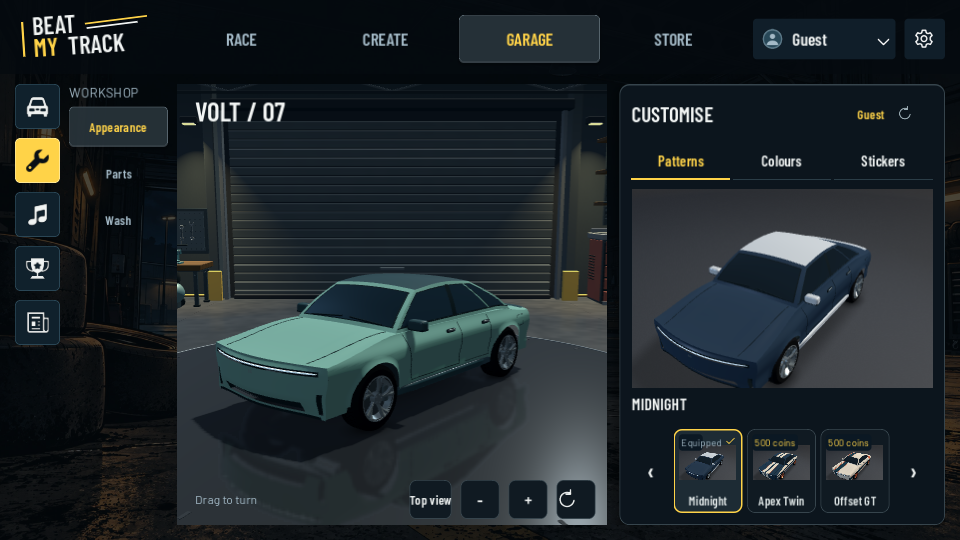 BEAT
MY TRACK
RACE
CREATE
GARAGE
STORE
Guest
WORKSHOP
Appearance
Parts
Wash
VOLT / 07
Drag to turn
Top view
-
+
CUSTOMISE
Guest
Patterns
Colours
Stickers
MIDNIGHT
‹
Equipped
Midnight
500 coins
Apex Twin
500 coins
Offset GT
›